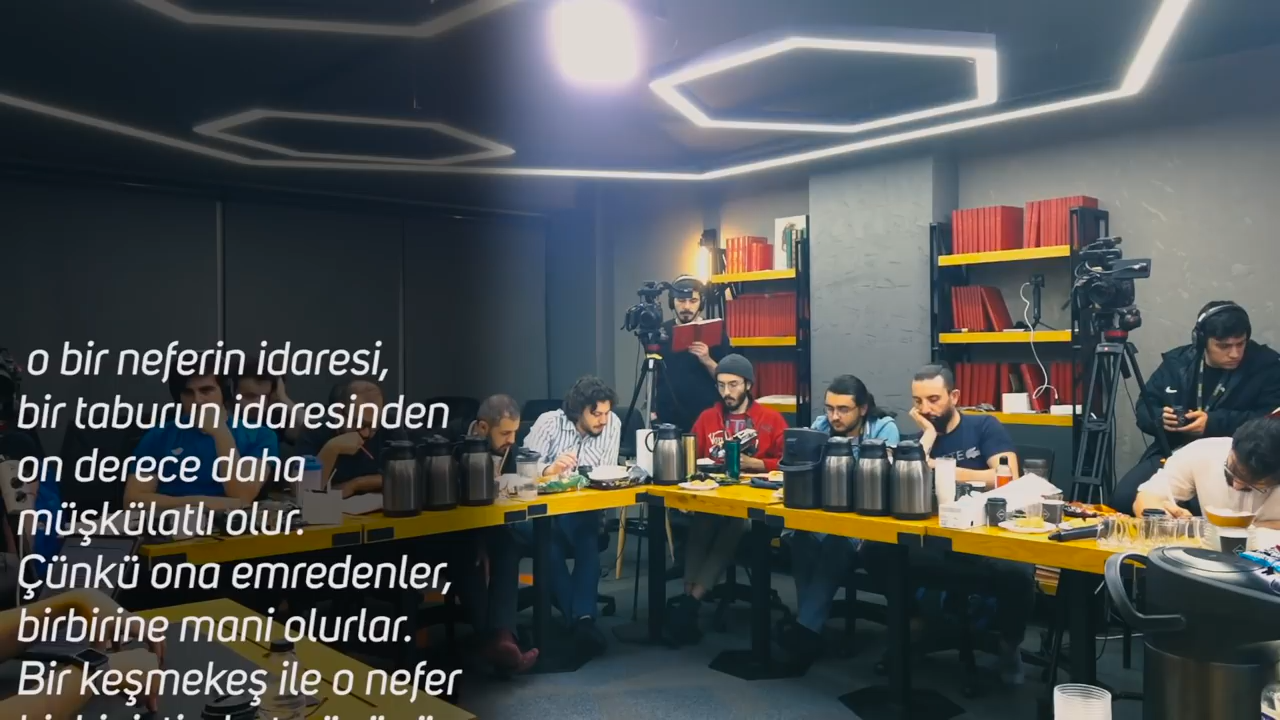 o bir neferin idaresi,
bir taburun idaresinden
on derece daha
müşkülatlı olur.
Çünkü ona emredenler,
birbirine mani olurlar.
Bir keşmekeş ile o nefer